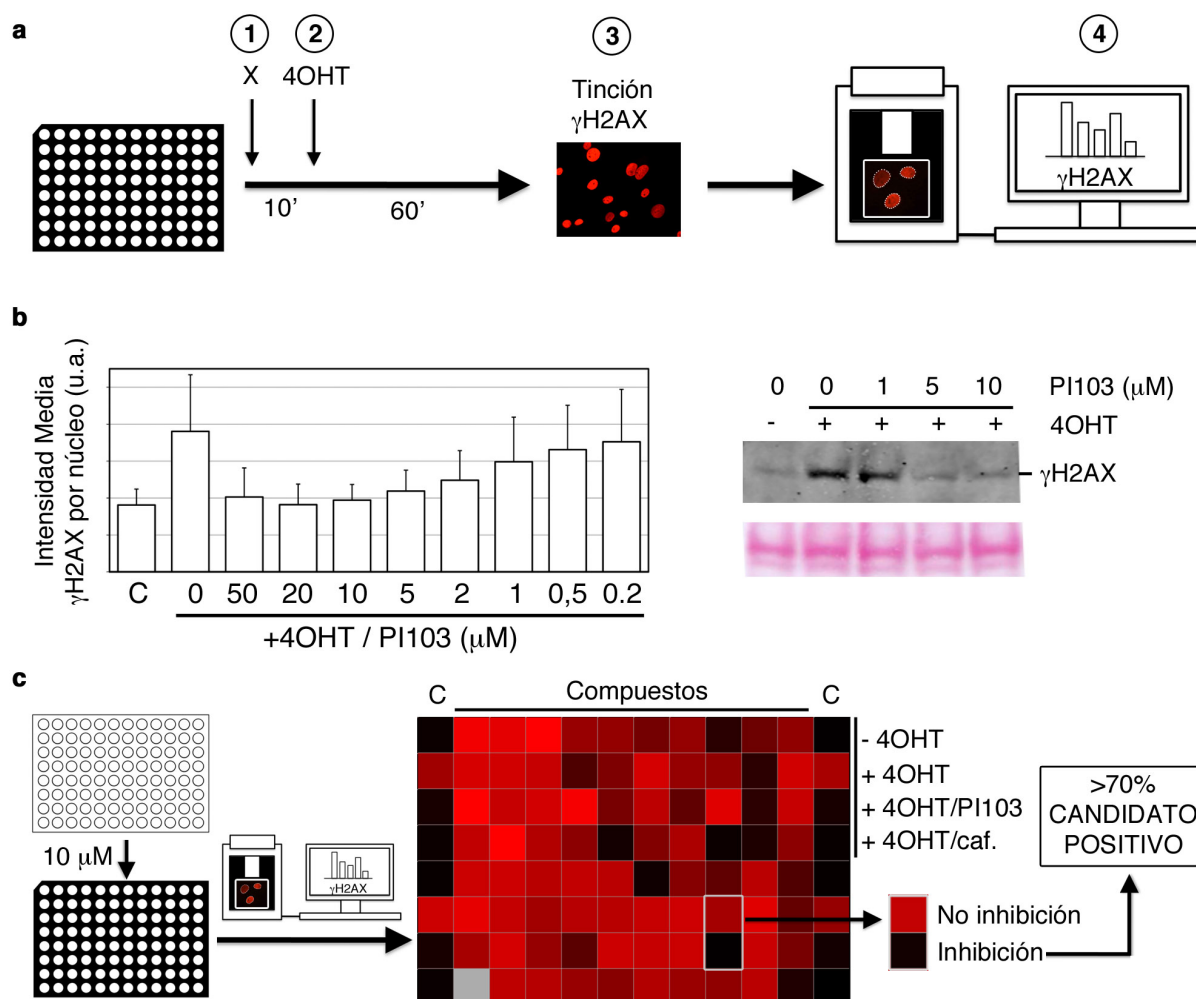 a
1 2 3 4
X 4OHT
Tinción
γH2AX
10’ 60’
γH2AX
b
Intensidad Media
γH2AX por núcleo (u.a.)
C 0 50 20 10 5 2 1 0,5 0.2
+4OHT / PI103 (μM)
0 0 1 5 10 PI103 (μM)
- + + + + 4OHT
γH2AX
c
C Compuestos C
10 μM
γH2AX
- 4OHT
+ 4OHT
+ 4OHT/PI103
+ 4OHT/caf.
>70%
CANDIDATO
POSITIVO
No inhibición
Inhibición